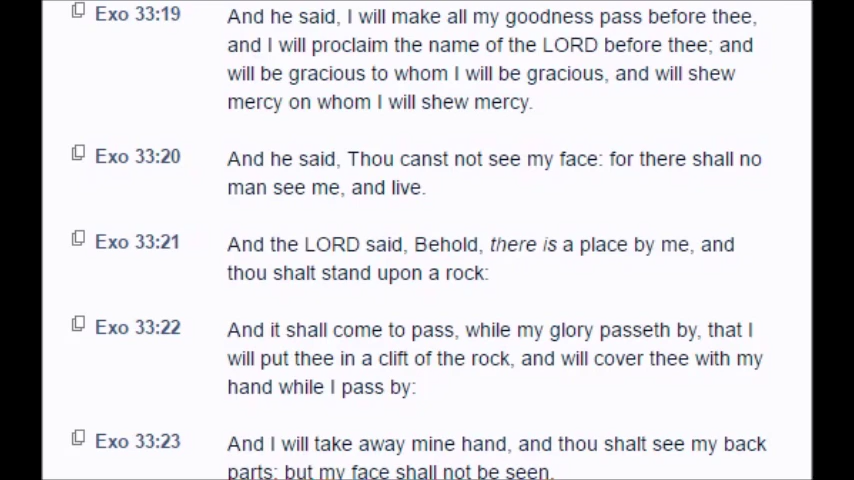 Exo 33:19 And he said, I will make all my goodness pass before thee,
and I will proclaim the name of the LORD before thee; and
will be gracious to whom I will be gracious, and will shew
mercy on whom I will shew mercy.
Exo 33:20 And he said, Thou canst not see my face: for there shall no
man see me, and live.
Exo 33:21 And the LORD said, Behold, there is a place by me, and
thou shalt stand upon a rock:
Exo 33:22 And it shall come to pass, while my glory passeth by, that I
will put thee in a clift of the rock, and will cover thee with my
hand while I pass by:
Exo 33:23 And I will take away mine hand, and thou shalt see my back
parts: but my face shall not be seen.